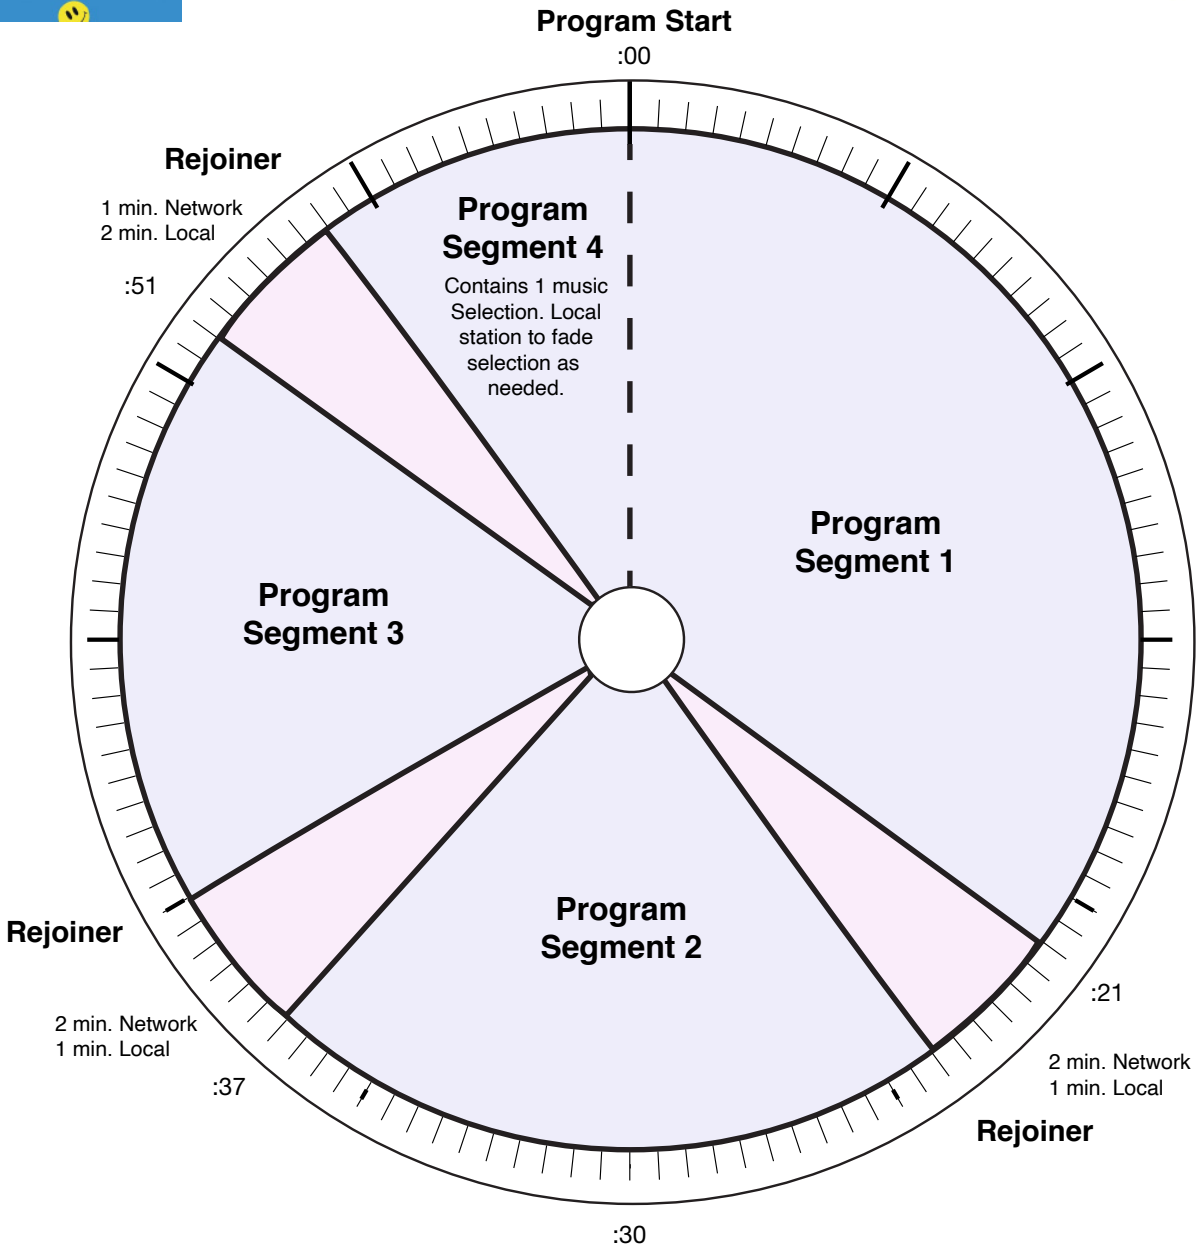 Program Start
:00
Rejoiner
1 min. Network
2 min. Local
:51
Program
Segment 4
Contains 1 music
Selection. Local
station to fade
selection as
needed.
Program
Segment 1
Program
Segment 3
Program
Segment 2
Rejoiner
2 min. Network
1 min. Local
:37
:21
2 min. Network
1 min. Local
Rejoiner
:30